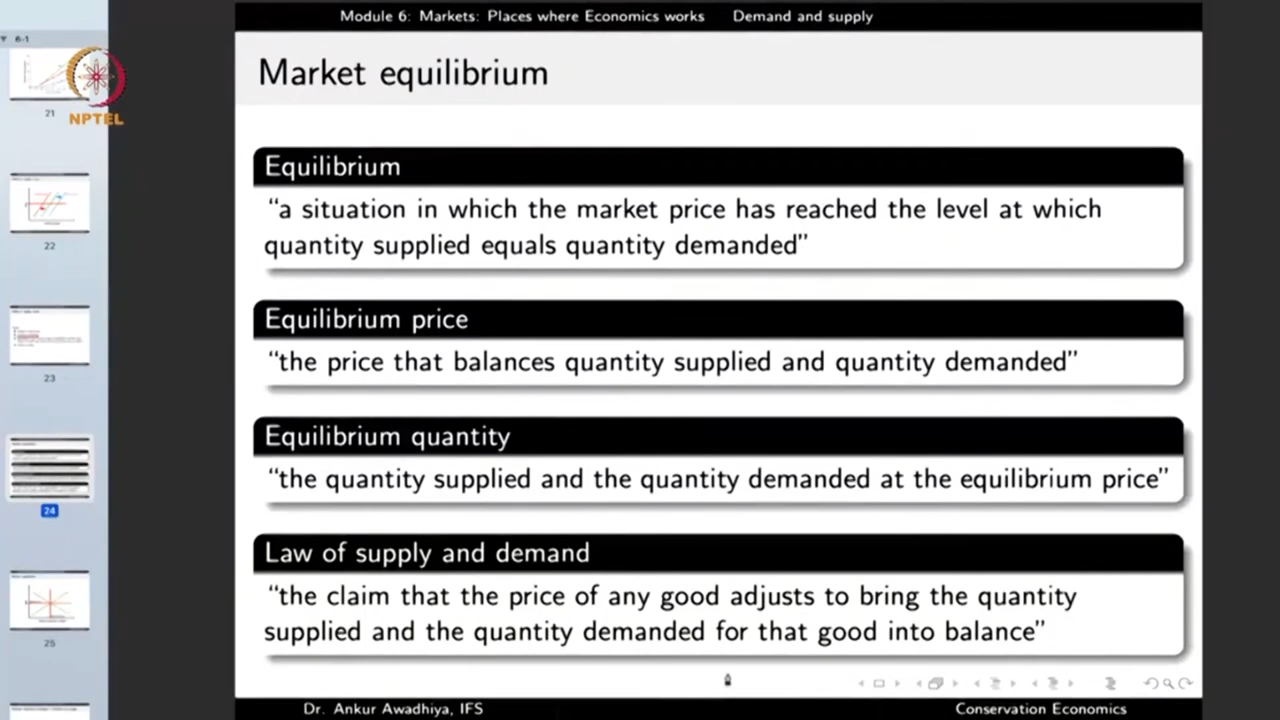 Module 6: Markets: Places where Economics works Demand and supply
6-1
21
NPTEL
22
23
24
25
Market equilibrium
Equilibrium
“a situation in which the market price has reached the level at which
quantity supplied equals quantity demanded”
Equilibrium price
“the price that balances quantity supplied and quantity demanded”
Equilibrium quantity
“the quantity supplied and the quantity demanded at the equilibrium price”
Law of supply and demand
“the claim that the price of any good adjusts to bring the quantity
supplied and the quantity demanded for that good into balance”
Dr. Ankur Awadhiya, IFS Conservation Economics